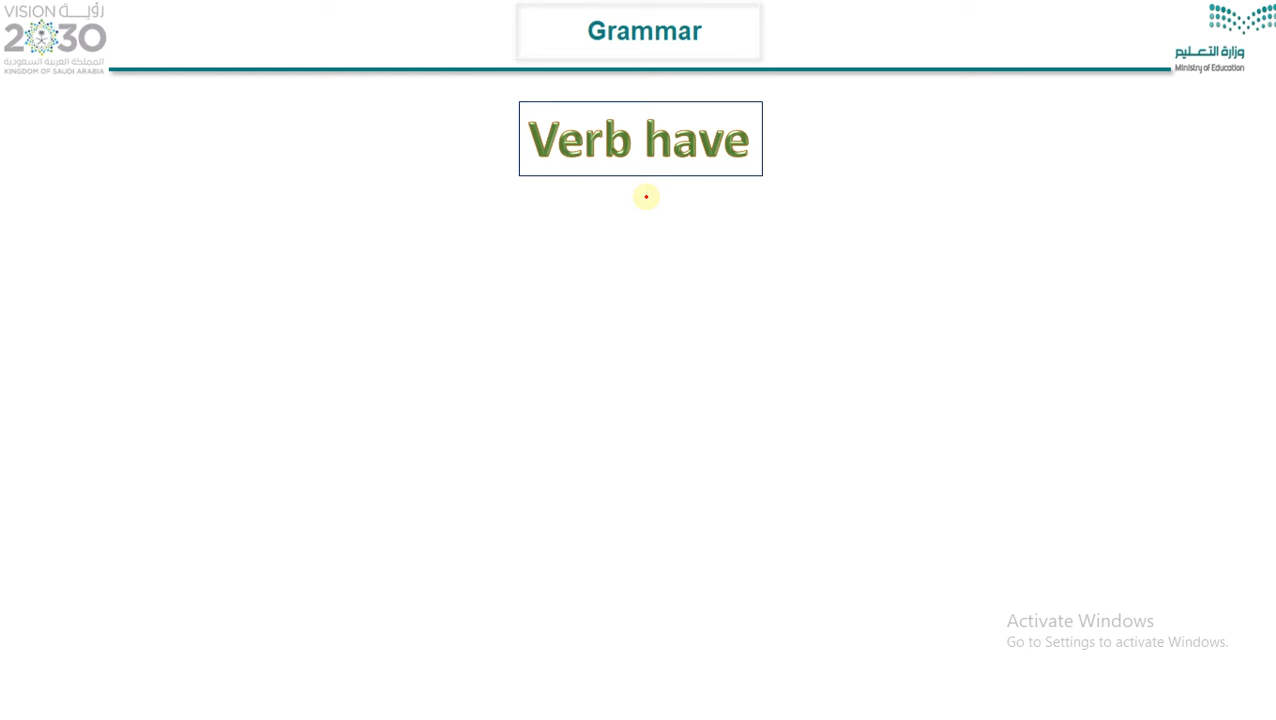 VISION رؤيـــة
2030
المملكة العربية السعودية
KINGDOM OF SAUDI ARABIA
Grammar
وزارة التعـــليم
Ministry of Education
Verb have
Activate Windows
Go to Settings to activate Windows.